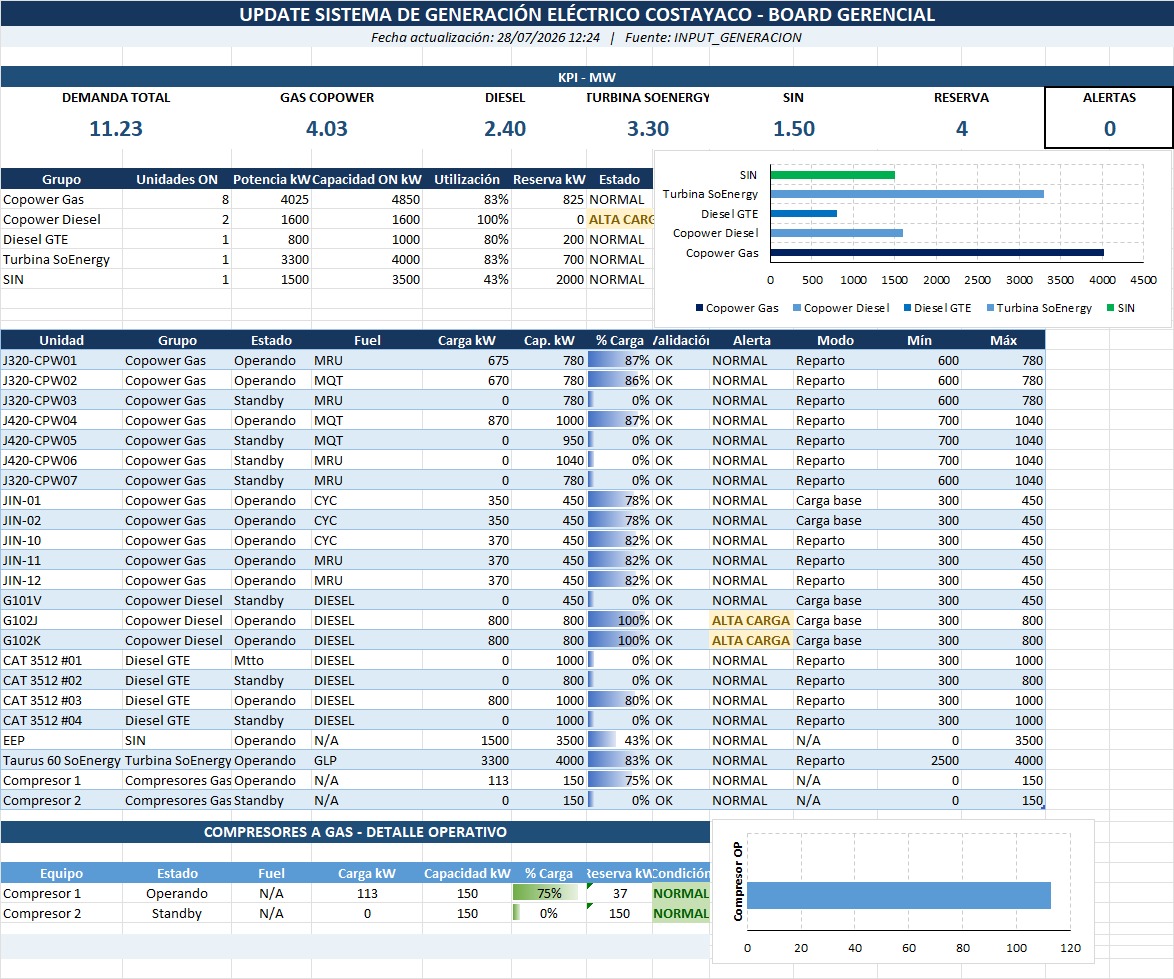 UPDATE SISTEMA DE GENERACIÓN ELÉCTRICO COSTAYACO - BOARD GERENCIAL
Fecha actualización: 28/07/2026 12:24 | Fuente: INPUT_GENERACION
KPI - MW
DEMANDA TOTAL GAS COPOWER DIESEL TURBINA SOENERGY SIN RESERVA ALERTAS
11.23 4.03 2.40 3.30 1.50 4 0
Grupo Unidades ON Potencia kW Capacidad ON kW Utilización Reserva kW Estado
Copower Gas 8 4025 4850 83% 825 NORMAL
Copower Diesel 2 1600 1600 100% 0 ALTA CARG
Diesel GTE 1 800 1000 80% 200 NORMAL
Turbina SoEnergy 1 3300 4000 83% 700 NORMAL
SIN 1 1500 3500 43% 2000 NORMAL
SIN
Turbina SoEnergy
Diesel GTE
Copower Diesel
Copower Gas
0 500 1000 1500 2000 2500 3000 3500 4000 4500
Copower Gas Copower Diesel Diesel GTE Turbina SoEnergy SIN
Unidad Grupo Estado Fuel Carga kW Cap. kW % Carga Validación Alerta Modo Mín Máx
J320-CPW01 Copower Gas Operando MRU 675 780 87% OK NORMAL Reparto 600 780
J320-CPW02 Copower Gas Operando MQT 670 780 86% OK NORMAL Reparto 600 780
J320-CPW03 Copower Gas Standby MRU 0 780 0% OK NORMAL Reparto 600 780
J420-CPW04 Copower Gas Operando MQT 870 1000 87% OK NORMAL Reparto 700 1040
J420-CPW05 Copower Gas Standby MQT 0 950 0% OK NORMAL Reparto 700 1040
J420-CPW06 Copower Gas Standby MRU 0 1040 0% OK NORMAL Reparto 700 1040
J320-CPW07 Copower Gas Standby MRU 0 780 0% OK NORMAL Reparto 600 1040
JIN-01 Copower Gas Operando CYC 350 450 78% OK NORMAL Carga base 300 450
JIN-02 Copower Gas Operando CYC 350 450 78% OK NORMAL Carga base 300 450
JIN-10 Copower Gas Operando CYC 370 450 82% OK NORMAL Reparto 300 450
JIN-11 Copower Gas Operando MRU 370 450 82% OK NORMAL Reparto 300 450
JIN-12 Copower Gas Operando MRU 370 450 82% OK NORMAL Reparto 300 450
G101V Copower Diesel Standby DIESEL 0 450 0% OK NORMAL Carga base 300 450
G102J Copower Diesel Operando DIESEL 800 800 100% OK ALTA CARGA Carga base 300 800
G102K Copower Diesel Operando DIESEL 800 800 100% OK ALTA CARGA Carga base 300 800
CAT 3512 #01 Diesel GTE Mtto DIESEL 0 1000 0% OK NORMAL Reparto 300 1000
CAT 3512 #02 Diesel GTE Standby DIESEL 0 800 0% OK NORMAL Reparto 300 800
CAT 3512 #03 Diesel GTE Operando DIESEL 800 1000 80% OK NORMAL Reparto 300 1000
CAT 3512 #04 Diesel GTE Standby DIESEL 0 1000 0% OK NORMAL Reparto 300 1000
EEP SIN Operando N/A 1500 3500 43% OK NORMAL N/A 0 3500
Taurus 60 SoEnergy Turbina SoEnergy Operando GLP 3300 4000 83% OK NORMAL Reparto 2500 4000
Compresor 1 Compresores Gas Operando N/A 113 150 75% OK NORMAL N/A 0 150
Compresor 2 Compresores Gas Standby N/A 0 150 0% OK NORMAL N/A 0 150
COMPRESORES A GAS - DETALLE OPERATIVO
Equipo Estado Fuel Carga kW Capacidad kW % Carga Reserva kW Condición
Compresor 1 Operando N/A 113 150 75% 37 NORMAL
Compresor 2 Standby N/A 0 150 0% 150 NORMAL
Compresor OP
0 20 40 60 80 100 120